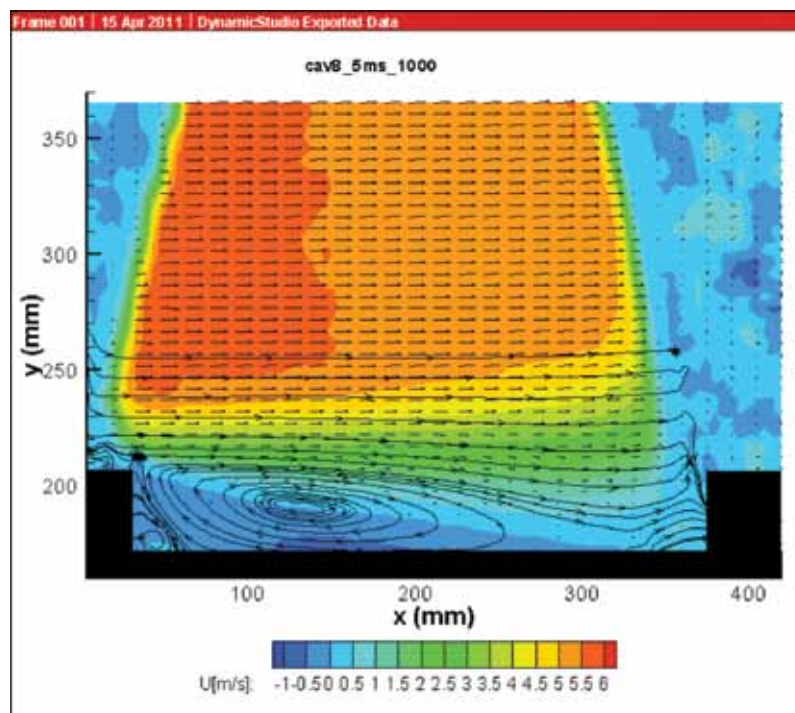 Frame 001 | 15 Apr 2011 | DynamicStudio Exported Data
cav8_5ms_1000
350
300
250
200
y (mm)
100 200 300 400
x (mm)
U[m/s]: -1 -0.5 0 0.5 1 1.5 2 2.5 3 3.5 4 4.5 5 5.5 6